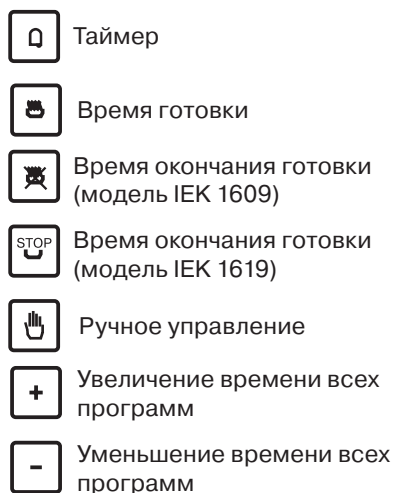 Таймер
Время готовки
Время окончания готовки
(модель IEK 1609)
STOP
Время окончания готовки
(модель IEK 1619)
Ручное управление
+
Увеличение времени всех
программ
-
Уменьшение времени всех
программ